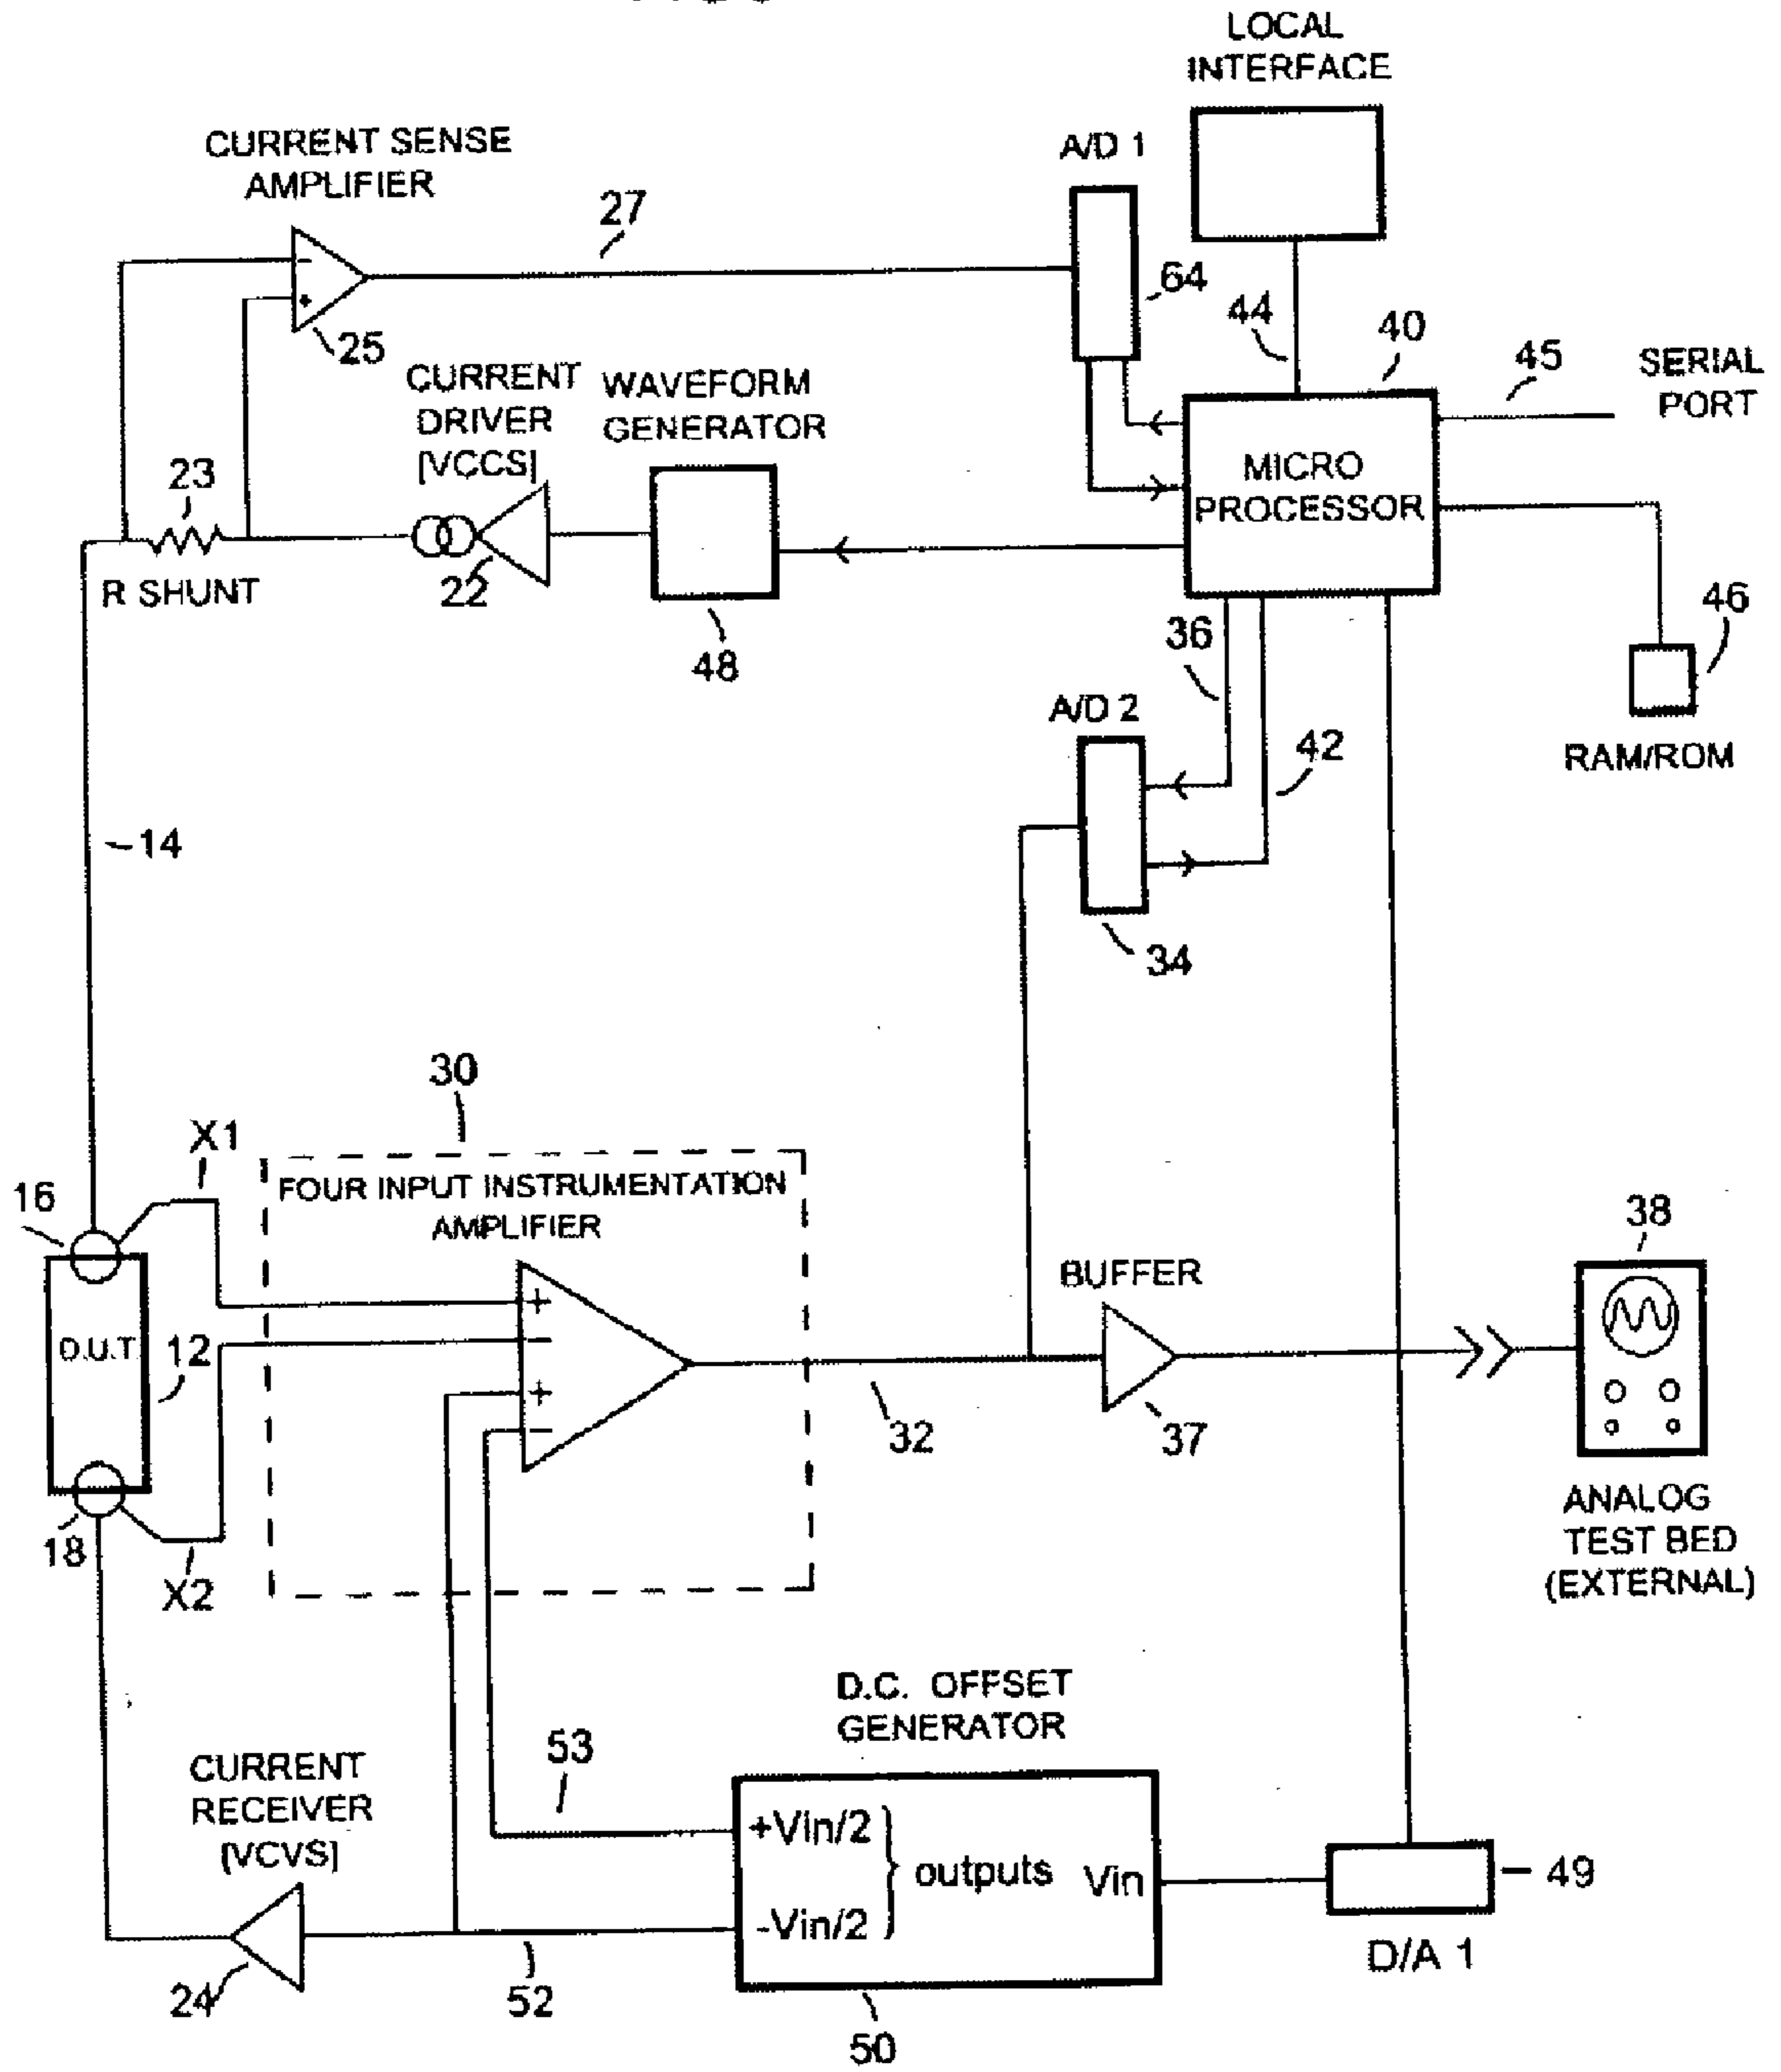 LOCAL
INTERFACE
CURRENT SENSE
AMPLIFIER
A/D 1
27
64
44
40
45
SERIAL
PORT
25
CURRENT
DRIVER
[VCCS]
WAVEFORM
GENERATOR
MICRO
PROCESSOR
23
R SHUNT
22
48
36
46
A/D 2
42
RAM/ROM
14
34
30
X1
16
FOUR INPUT INSTRUMENTATION
AMPLIFIER
38
BUFFER
+
-
+
-
D.U.T
12
32
37
18
X2
ANALOG
TEST BED
(EXTERNAL)
D.C. OFFSET
GENERATOR
53
CURRENT
RECEIVER
[VCVS]
+Vin/2
outputs
Vin
-Vin/2
49
24
52
D/A 1
50